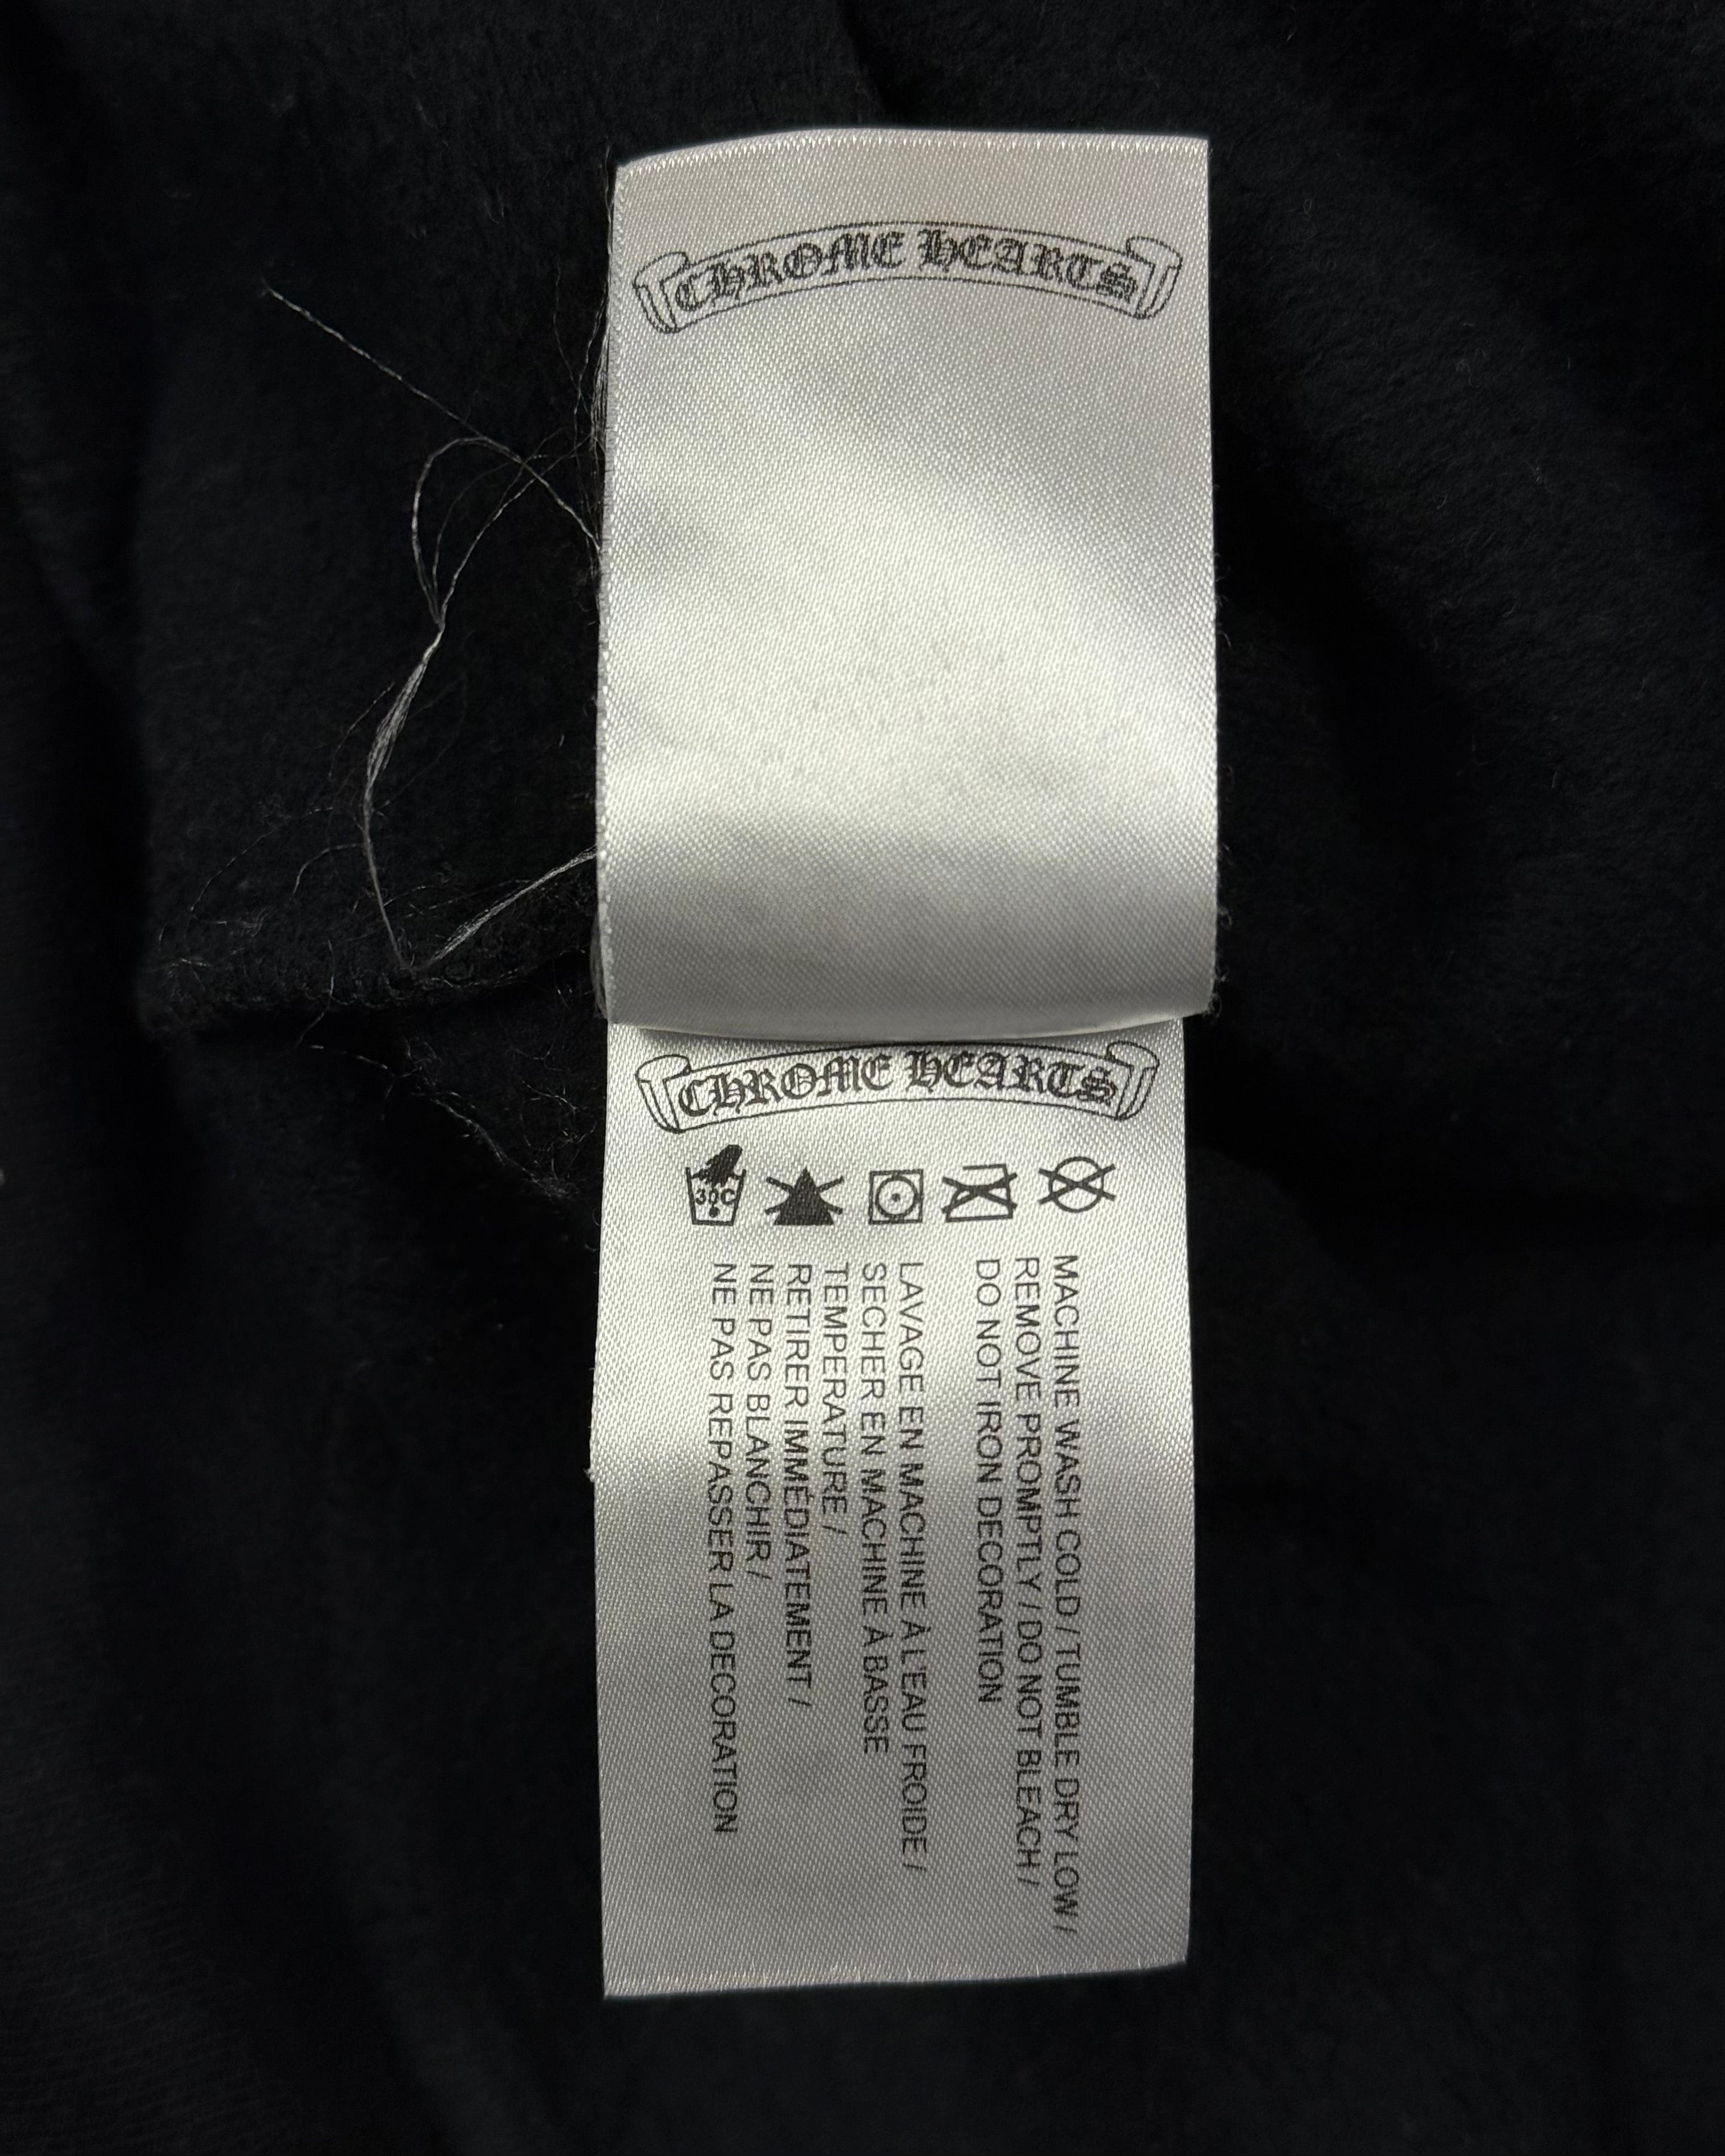 CHROME HEARTS
CHROME HEARTS
30C
MACHINE WASH COLD / TUMBLE DRY LOW /
REMOVE PROMPTLY / DO NOT BLEACH /
DO NOT IRON DECORATION
LAVAGE EN MACHINE À L'EAU FROIDE /
SECHER EN MACHINE À BASSE
TEMPERATURE /
RETIRER IMMÉDIATEMENT /
NE PAS BLANCHIR /
NE PAS REPASSER LA DECORATION